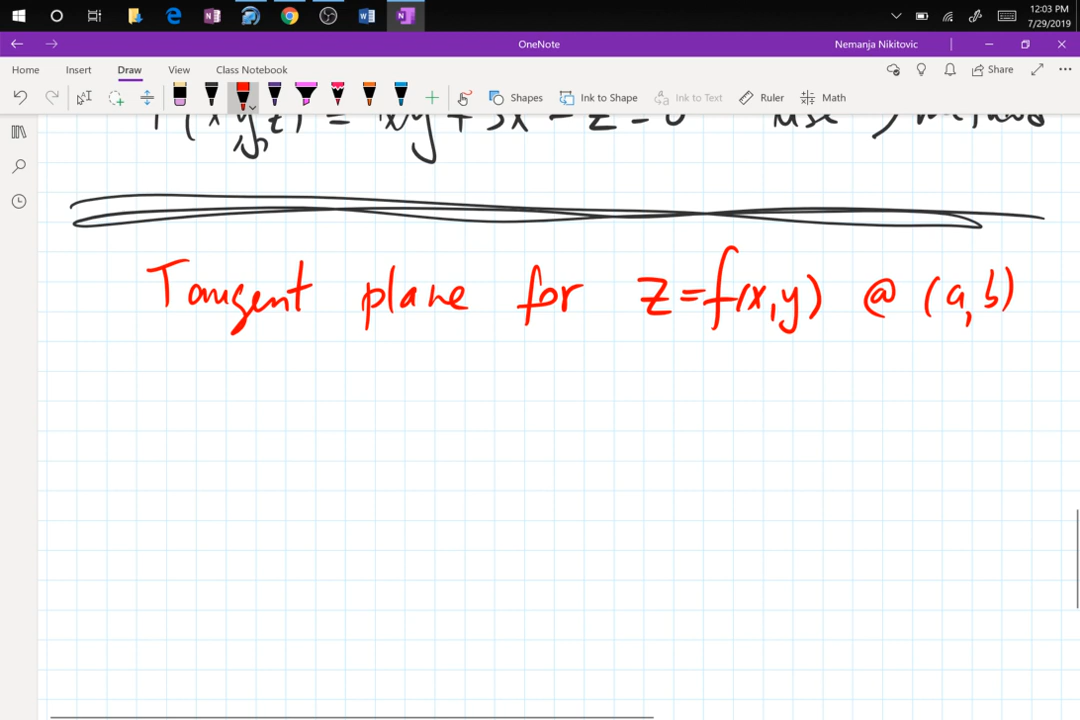 12:03 PM
7/29/2019
OneNote
Nemanja Nikitovic
Home Insert Draw View Class Notebook
Share
Shapes Ink to Shape Ink to Text Ruler Math
Tangent plane for z=f(x,y) @ (a,b)